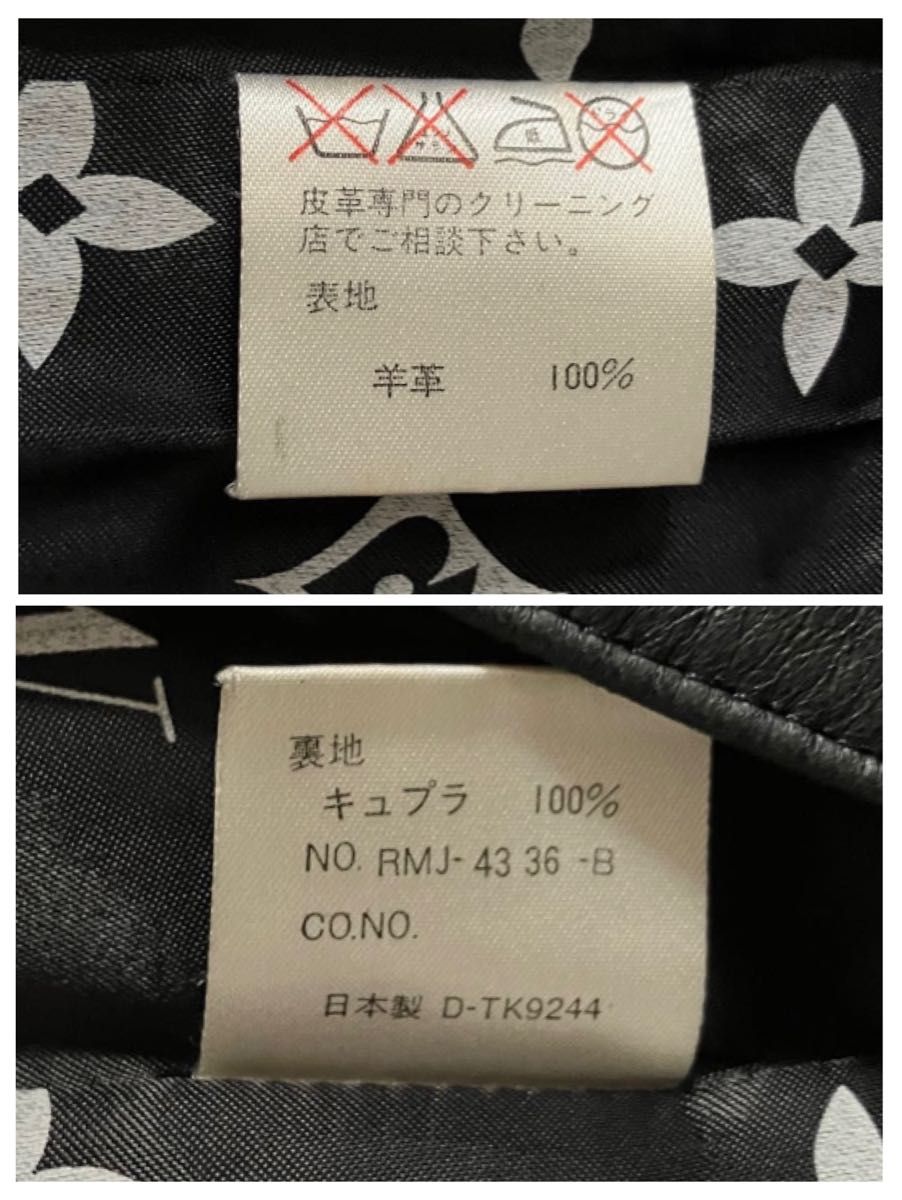 低
皮革専門のクリーニング
店でご相談下さい。
表地
羊革 100%
裏地
キュプラ 100%
NO. RMJ-43 36 -B
CO.NO.
日本製 D-TK9244